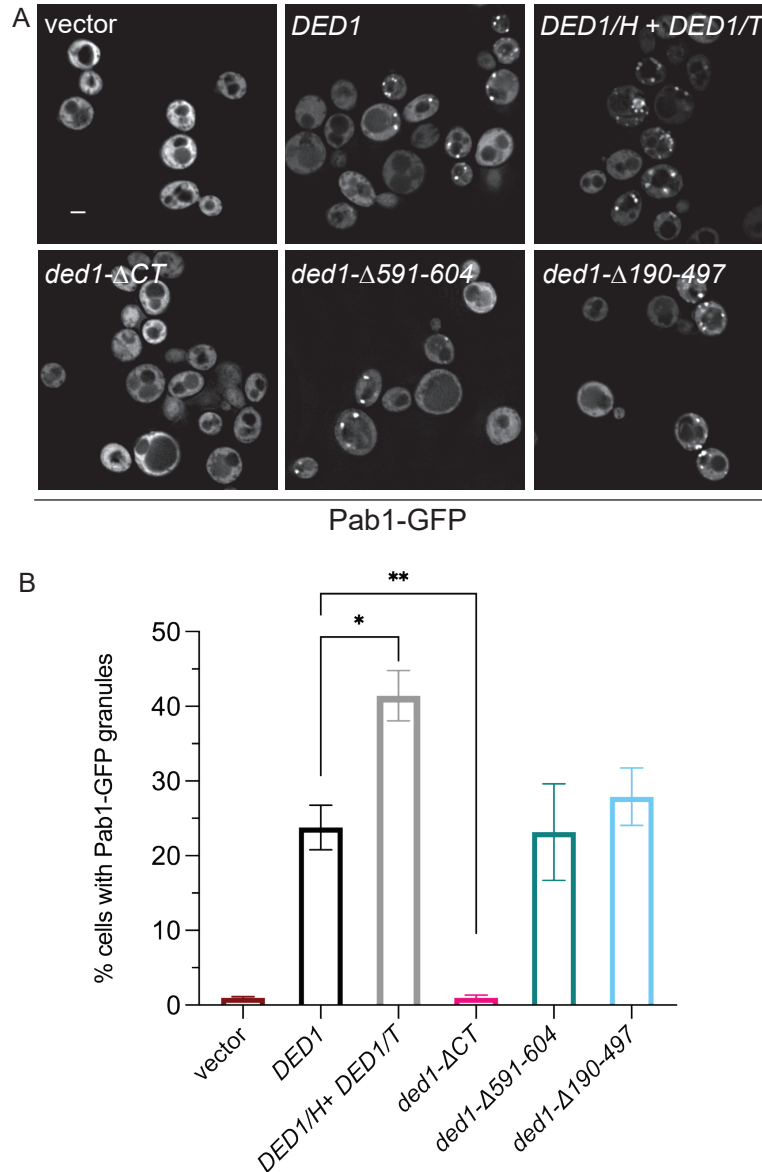 A
vector
DED1
DED1/H + DED1/T
ded1-ΔCT
ded1-Δ591-604
ded1-Δ190-497
Pab1-GFP
B
**
*
% cells with Pab1-GFP granules
50
40
30
20
10
0
vector
DED1
DED1/H+ DED1/T
ded1-ΔCT
ded1-Δ591-604
ded1-Δ190-497